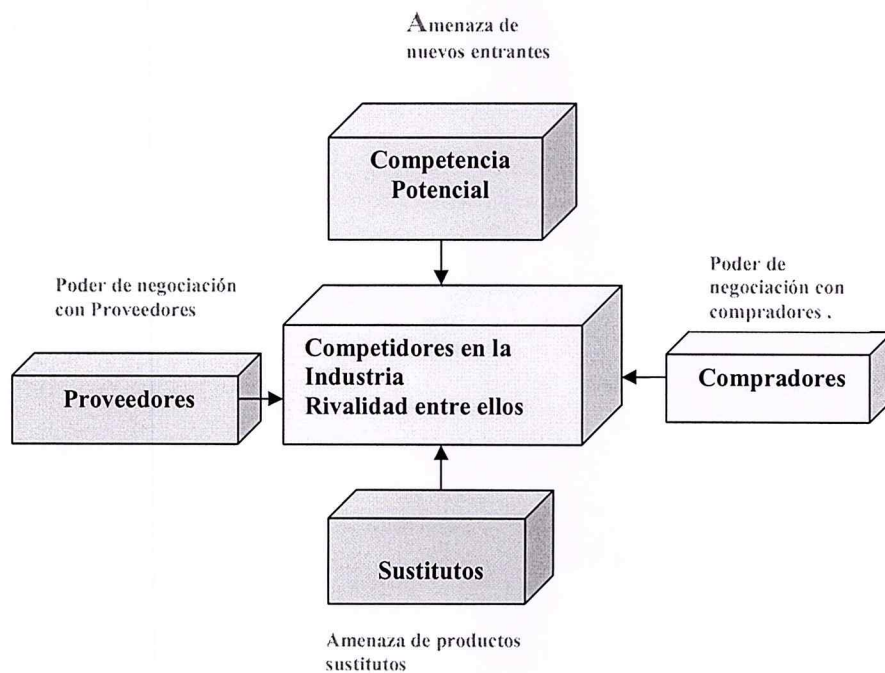 Amenaza de
nuevos entrantes
Competencia
Potencial
Poder de negociación
con Proveedores
Poder de
negociación con
compradores .
Proveedores
Competidores en la
Industria
Rivalidad entre ellos
Compradores
Sustitutos
Amenaza de productos
sustitutos